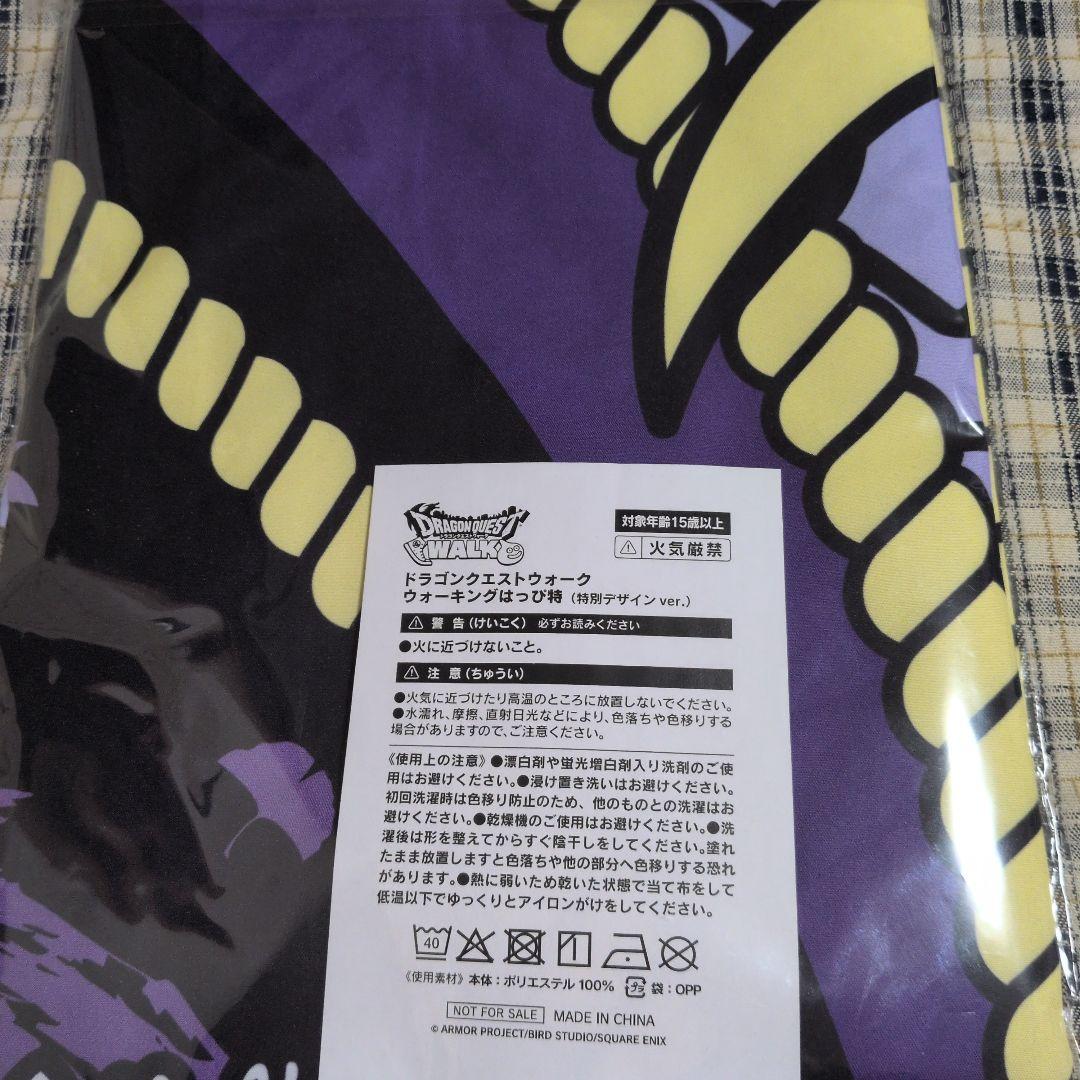 DRAGON QUEST
ドラゴンクエストウォーク
WALK
対象年齢15歳以上
火気厳禁
ドラゴンクエストウォーク
ウォーキングはっぴ特（特別デザインver.）
警 告（けいこく） 必ずお読みください
●火に近づけないこと。
注 意（ちゅうい）
●火気に近づけたり高温のところに放置しないでください。
●水濡れ、摩擦、直射日光などにより、色落ちや色移りする
場合がありますので、ご注意ください。
《使用上の注意》●漂白剤や蛍光増白剤入り洗剤のご使
用はお避けください。●浸け置き洗いはお避けください。
初回洗濯時は色移り防止のため、他のものとの洗濯はお
避けください。●乾燥機のご使用はお避けください。●洗
濯後は形を整えてからすぐ陰干しをしてください。塗れ
たまま放置しますと色落ちや他の部分へ色移りする恐れ
があります。●熱に弱いため乾いた状態で当て布をして
低温以下でゆっくりとアイロンがけをしてください。
40
《使用素材》本体：ポリエステル100% プラ 袋：OPP
NOT FOR SALE MADE IN CHINA
© ARMOR PROJECT/BIRD STUDIO/SQUARE ENIX